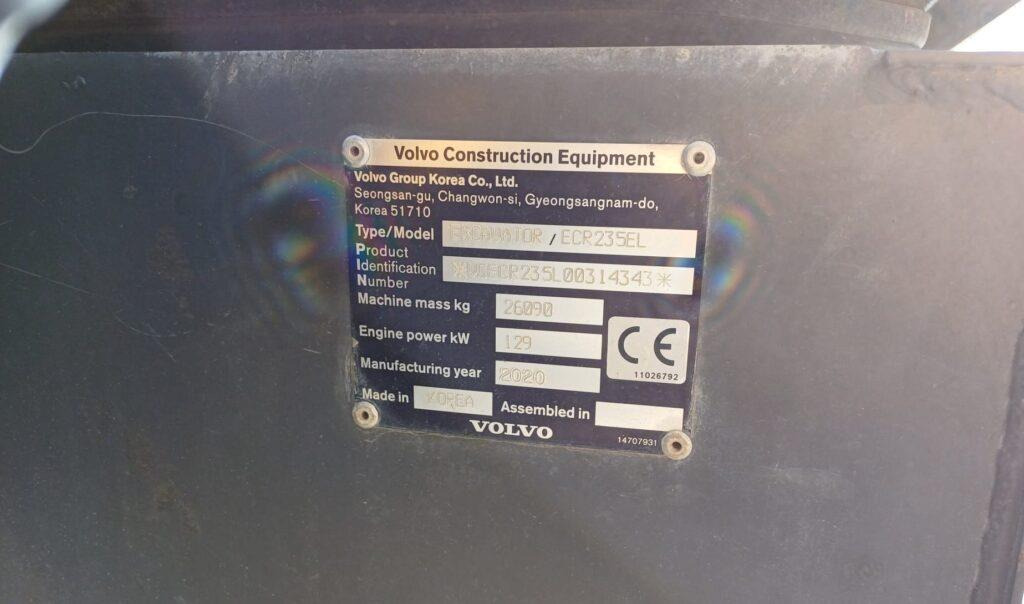 Volvo Construction Equipment
Volvo Group Korea Co., Ltd.
Seongsan-gu, Changwon-si, Gyeongsangnam-do,
Korea 51710
Type/Model EXCAVATOR / ECR235EL
Product
Identification *VCECR235L00314343*
Number
Machine mass kg 26090
Engine power kW 129
CE
11026792
Manufacturing year 2020
Made in KOREA Assembled in
VOLVO
14707931